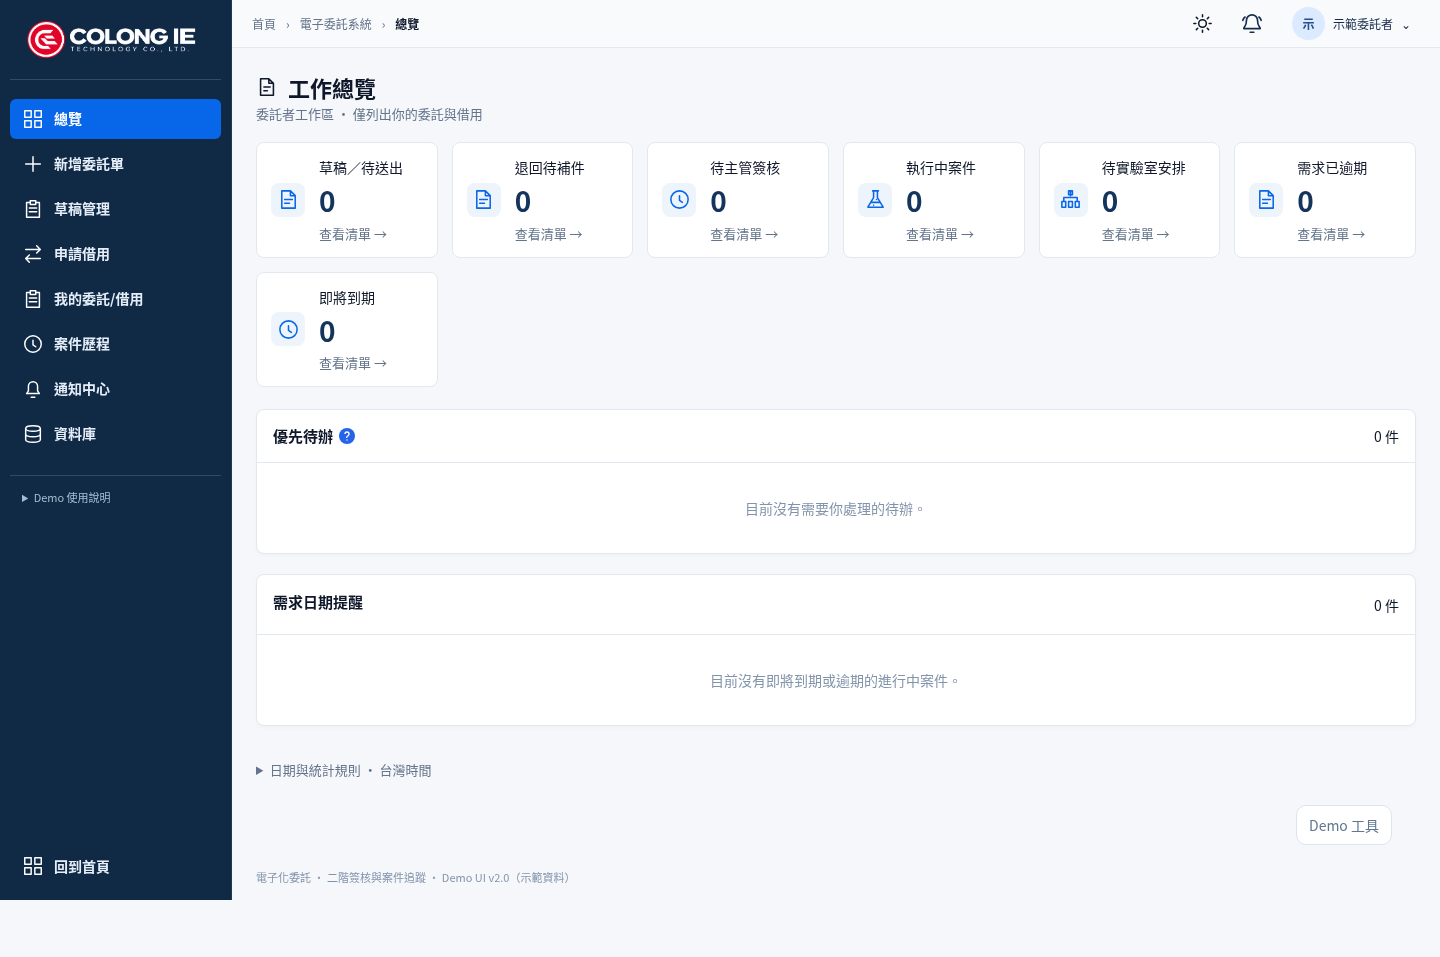 COLONG IE
TECHNOLOGY CO., LTD.
總覽
新增委託單
草稿管理
申請借用
我的委託/借用
案件歷程
通知中心
資料庫
Demo 使用說明
回到首頁
首頁 › 電子委託系統 › 總覽
示 示範委託者
工作總覽
委託者工作區 • 僅列出你的委託與借用
草稿／待送出
0
查看清單 →
退回待補件
0
查看清單 →
待主管簽核
0
查看清單 →
執行中案件
0
查看清單 →
待實驗室安排
0
查看清單 →
需求已逾期
0
查看清單 →
即將到期
0
查看清單 →
優先待辦 ? 0 件
目前沒有需要你處理的待辦。
需求日期提醒 0 件
目前沒有即將到期或逾期的進行中案件。
日期與統計規則 • 台灣時間
Demo 工具
電子化委託 • 二階簽核與案件追蹤 • Demo UI v2.0（示範資料）